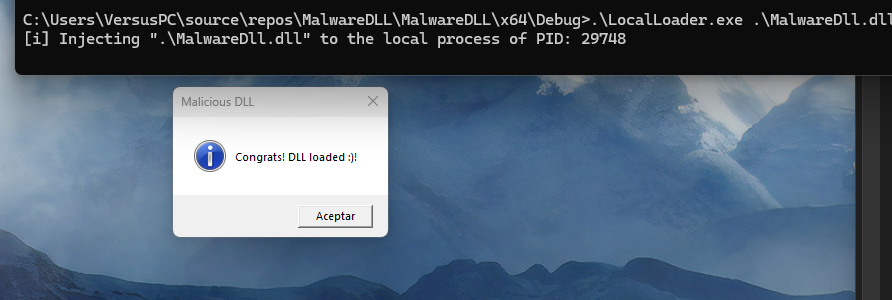 C:\Users\VersusPC\source\repos\MalwareDLL\MalwareDLL\x64\Debug>.\LocalLoader.exe .\MalwareDll.dll
[i] Injecting ".\MalwareDll.dll" to the local process of PID: 29748
Malicious DLL
Congrats! DLL loaded :)!
Aceptar